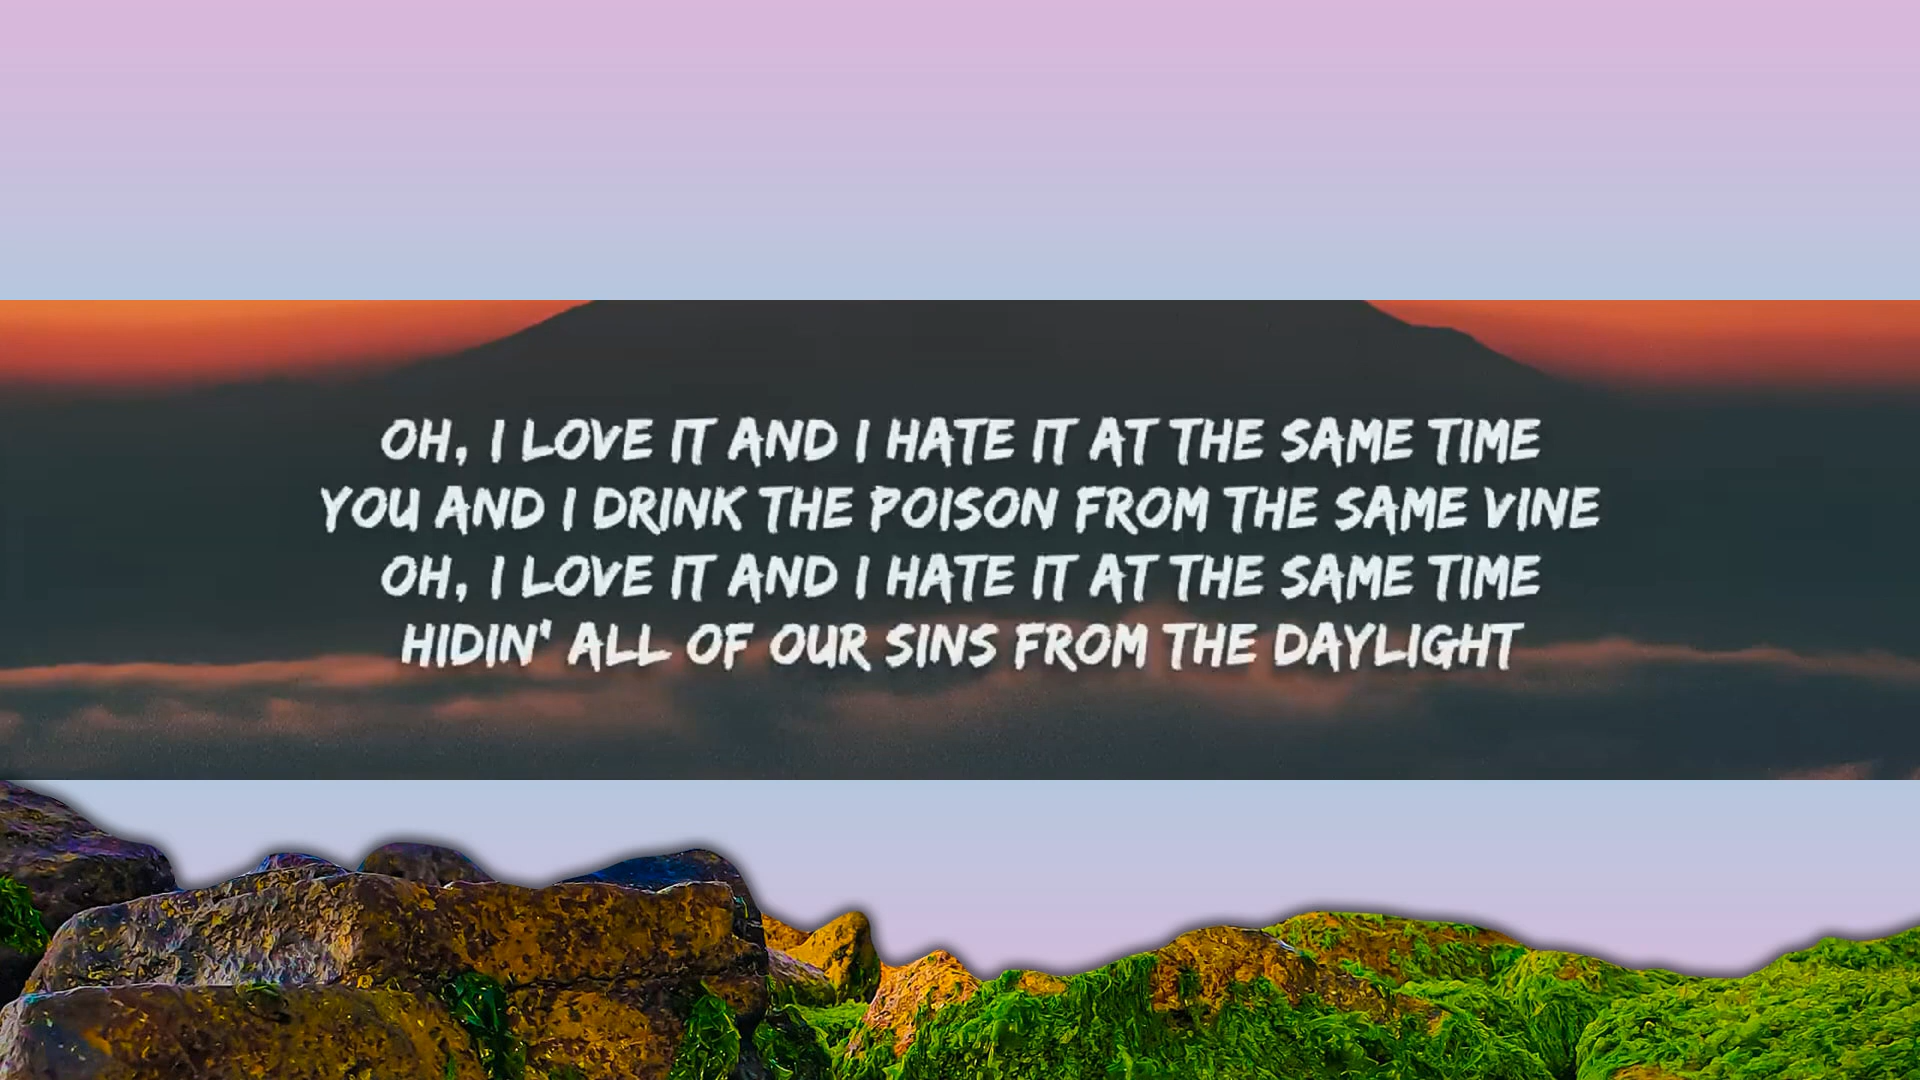 OH, I LOVE IT AND I HATE IT AT THE SAME TIME
YOU AND I DRINK THE POISON FROM THE SAME VINE
OH, I LOVE IT AND I HATE IT AT THE SAME TIME
HIDIN' ALL OF OUR SINS FROM THE DAYLIGHT